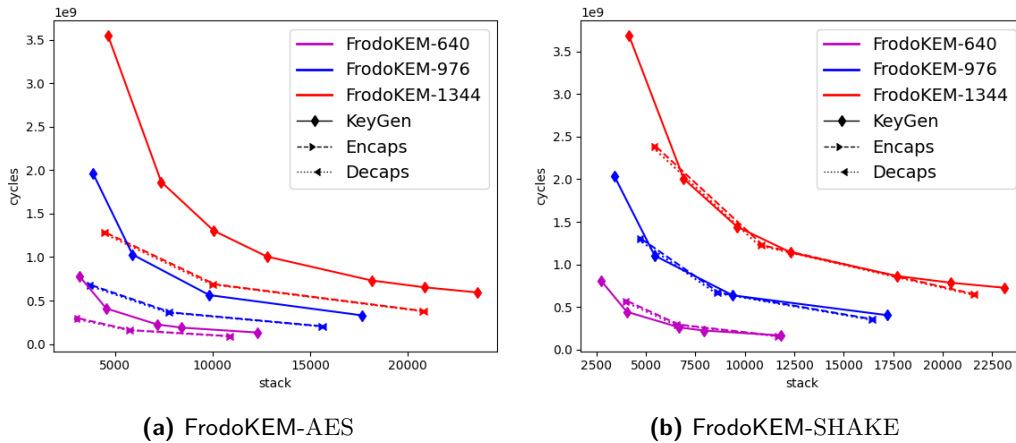 1e9
3.5
3.0
2.5
2.0
1.5
1.0
0.5
0.0
cycles
5000 10000 15000 20000
stack
FrodoKEM-640
FrodoKEM-976
FrodoKEM-1344
KeyGen
Encaps
Decaps
(a) FrodoKEM-AES
1e9
3.5
3.0
2.5
2.0
1.5
1.0
0.5
0.0
cycles
2500 5000 7500 10000 12500 15000 17500 20000 22500
stack
FrodoKEM-640
FrodoKEM-976
FrodoKEM-1344
KeyGen
Encaps
Decaps
(b) FrodoKEM-SHAKE